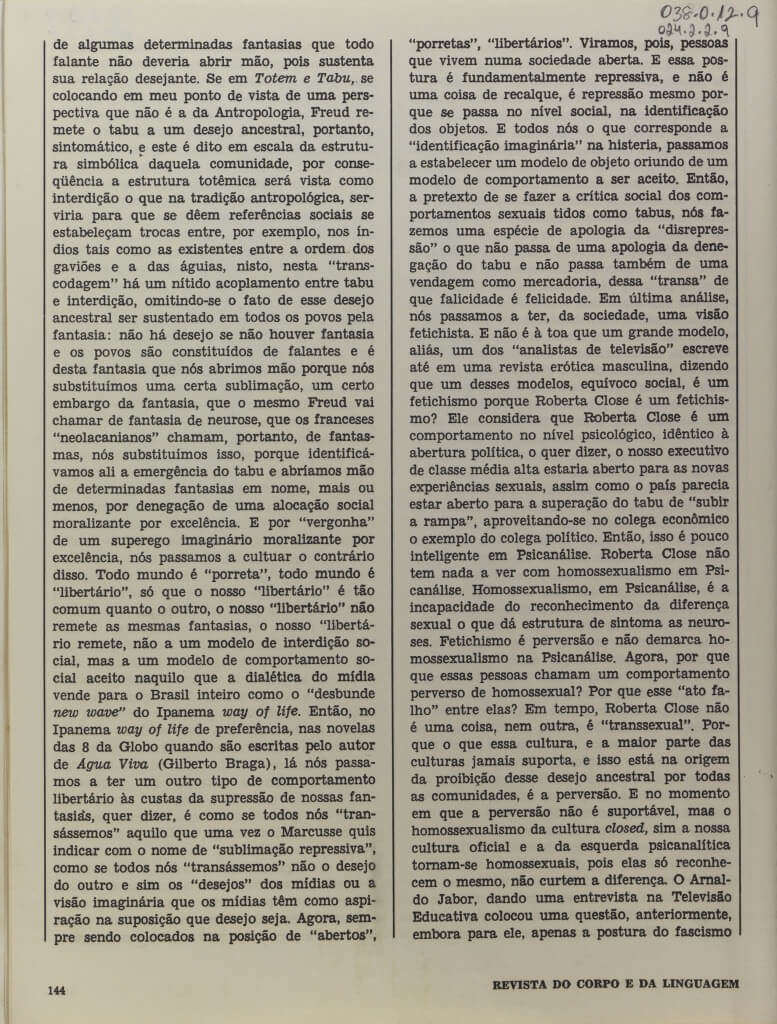 038.0.12.9
024.2.2.9
de algumas determinadas fantasias que todo
falante não deveria abrir mão, pois sustenta
sua relação desejante. Se em Totem e Tabu, se
colocando em meu ponto de vista de uma pers-
pectiva que não é a da Antropologia, Freud re-
mete o tabu a um desejo ancestral, portanto,
sintomático, e este é dito em escala da estrutu-
ra simbólica daquela comunidade, por conse-
qüência a estrutura totêmica será vista como
interdição o que na tradição antropológica, ser-
viria para que se dêem referências sociais se
estabeleçam trocas entre, por exemplo, nos ín-
dios tais como as existentes entre a ordem dos
gaviões e a das águias, nisto, nesta "trans-
codagem" há um nítido acoplamento entre tabu
e interdição, omitindo-se o fato de esse desejo
ancestral ser sustentado em todos os povos pela
fantasia: não há desejo se não houver fantasia
e os povos são constituídos de falantes e é
desta fantasia que nós abrimos mão porque nós
substituímos uma certa sublimação, um certo
embargo da fantasia, que o mesmo Freud vai
chamar de fantasia de neurose, que os franceses
"neolacanianos" chamam, portanto, de fantas-
mas, nós substituímos isso, porque identificá-
vamos ali a emergência do tabu e abríamos mão
de determinadas fantasias em nome, mais ou
menos, por denegação de uma alocação social
moralizante por excelência. E por "vergonha"
de um superego imaginário moralizante por
excelência, nós passamos a cultuar o contrário
disso. Todo mundo é "porreta", todo mundo é
"libertário", só que o nosso "libertário" é tão
comum quanto o outro, o nosso "libertário" não
remete as mesmas fantasias, o nosso "libertá-
rio remete, não a um modelo de interdição so-
cial, mas a um modelo de comportamento so-
cial aceito naquilo que a dialética do mídia
vende para o Brasil inteiro como o "desbunde
new wave" do Ipanema way of life. Então, no
Ipanema way of life de preferência, nas novelas
das 8 da Globo quando são escritas pelo autor
de Água Viva (Gilberto Braga), lá nós passa-
mos a ter um outro tipo de comportamento
libertário às custas da supressão de nossas fan-
tasias, quer dizer, é como se todos nós "tran-
sássemos" aquilo que uma vez o Marcusse quis
indicar com o nome de "sublimação repressiva",
como se todos nós "transássemos" não o desejo
do outro e sim os "desejos" dos mídias ou a
visão imaginária que os mídias têm como aspi-
ração na suposição que desejo seja. Agora, sem-
pre sendo colocados na posição de "abertos",
"porretas", "libertários". Viramos, pois, pessoas
que vivem numa sociedade aberta. E essa pos-
tura é fundamentalmente repressiva, e não é
uma coisa de recalque, é repressão mesmo por-
que se passa no nível social, na identificação
dos objetos. E todos nós o que corresponde a
"identificação imaginária" na histeria, passamos
a estabelecer um modelo de objeto oriundo de um
modelo de comportamento a ser aceito. Então,
a pretexto de se fazer a crítica social dos com-
portamentos sexuais tidos como tabus, nós fa-
zemos uma espécie de apologia da "disrepres-
são" o que não passa de uma apologia da dene-
gação do tabu e não passa também de uma
vendagem como mercadoria, dessa "transa" de
que falicidade é felicidade. Em última análise,
nós passamos a ter, da sociedade, uma visão
fetichista. E não é à toa que um grande modelo,
aliás, um dos "analistas de televisão" escreve
até em uma revista erótica masculina, dizendo
que um desses modelos, equívoco social, é um
fetichismo porque Roberta Close é um fetichis-
mo? Ele considera que Roberta Close é um
comportamento no nível psicológico, idêntico à
abertura política, o quer dizer, o nosso executivo
de classe média alta estaria aberto para as novas
experiências sexuais, assim como o país parecia
estar aberto para a superação do tabu de "subir
a rampa", aproveitando-se no colega econômico
o exemplo do colega político. Então, isso é pouco
inteligente em Psicanálise. Roberta Close não
tem nada a ver com homossexualismo em Psi-
canálise. Homossexualismo, em Psicanálise, é a
incapacidade do reconhecimento da diferença
sexual o que dá estrutura de sintoma as neuro-
ses. Fetichismo é perversão e não demarca ho-
mossexualismo na Psicanálise. Agora, por que
que essas pessoas chamam um comportamento
perverso de homossexual? Por que esse "ato fa-
lho" entre elas? Em tempo, Roberta Close não
é uma coisa, nem outra, é "transsexual". Por-
que o que essa cultura, e a maior parte das
culturas jamais suporta, e isso está na origem
da proibição desse desejo ancestral por todas
as comunidades, é a perversão. E no momento
em que a perversão não é suportável, mas o
homossexualismo da cultura closed, sim a nossa
cultura oficial e a da esquerda psicanalítica
tornam-se homossexuais, pois elas só reconhe-
cem o mesmo, não curtem a diferença. O Arnal-
do Jabor, dando uma entrevista na Televisão
Educativa colocou uma questão, anteriormente,
embora para ele, apenas a postura do fascismo
144
REVISTA DO CORPO E DA LINGUAGEM